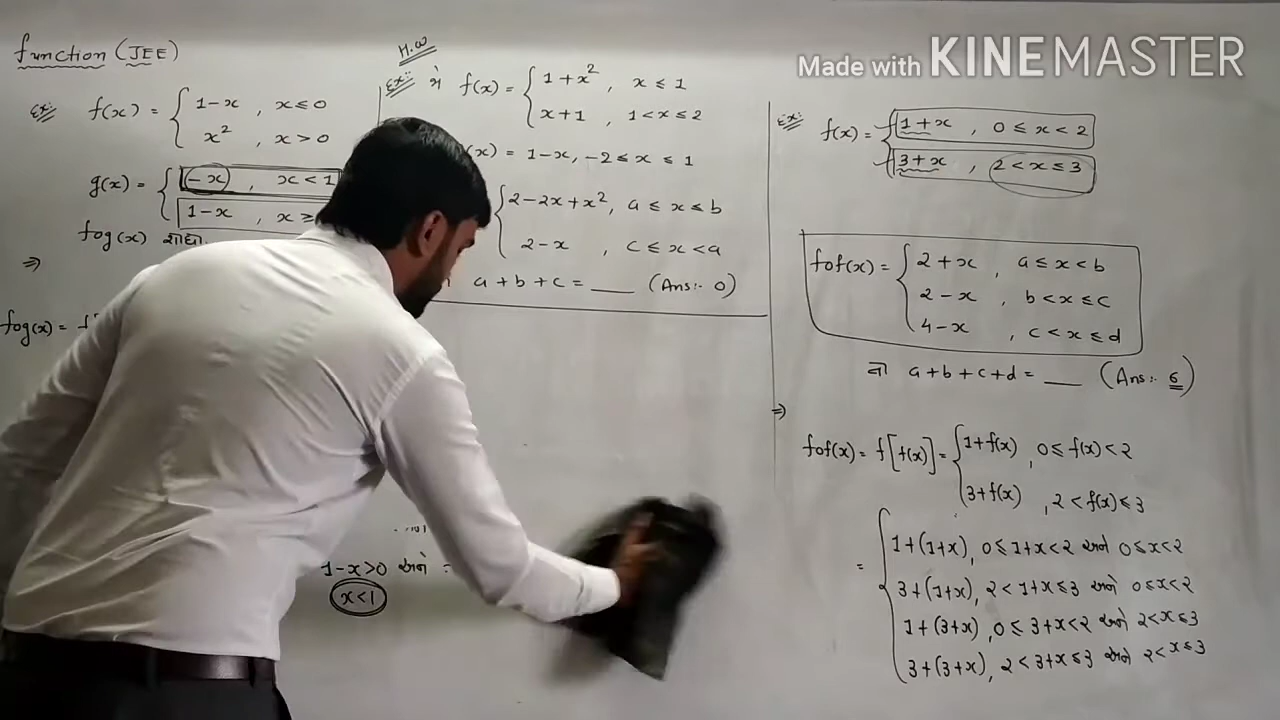 Made with KINEMASTER
function (JEE)
Ex:- f(x) = { 1-x , x ≤ 0
x² , x > 0
g(x) = { -x , x < 1
1-x , x ≥
fog(x) શોધો.
⇒
fog(x) = f
1-x>0 અને
x<1
H.W
Ex:- જો f(x) = { 1+x² , x ≤ 1
x+1 , 1 < x ≤ 2
(x) = 1-x, -2 ≤ x ≤ 1
{ 2-2x+x², a ≤ x ≤ b
2-x , c ≤ x < a
a+b+c = ___ (Ans:- 0)
Ex:- f(x) = { 1+x , 0 ≤ x < 2
3+x , 2 < x ≤ 3
fof(x) = { 2+x , a ≤ x < b
2-x , b < x ≤ c
4-x , c < x ≤ d
તો a+b+c+d = ___ (Ans:- 6)
⇒
fof(x) = f[f(x)] = { 1+f(x) , 0 ≤ f(x) < 2
3+f(x) , 2 < f(x) ≤ 3
= { 1+(1+x), 0 ≤ 1+x < 2 અને 0 ≤ x < 2
3+(1+x), 2 < 1+x ≤ 3 અને 0 ≤ x < 2
1+(3+x), 0 ≤ 3+x < 2 અને 2 < x ≤ 3
3+(3+x), 2 < 3+x ≤ 3 અને 2 < x ≤ 3